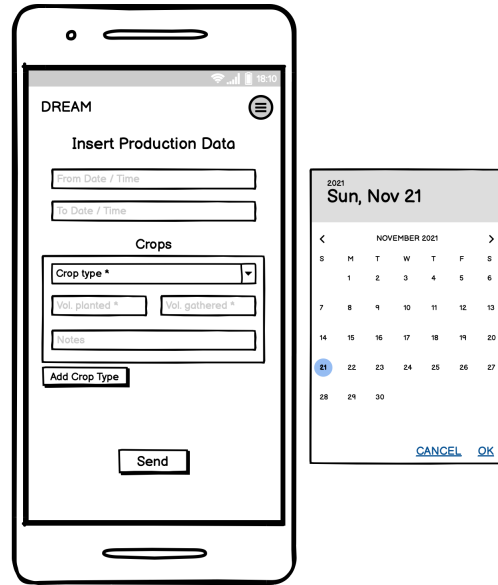 18:10
DREAM
Insert Production Data
From Date / Time
To Date / Time
Crops
Crop type *
Vol. planted * Vol. gathered *
Notes
Add Crop Type
Send
2021
Sun, Nov 21
< NOVEMBER 2021 >
S M T W T F S
1 2 3 4 5 6
7 8 9 10 11 12 13
14 15 16 17 18 19 20
21 22 23 24 25 26 27
28 29 30
CANCEL OK